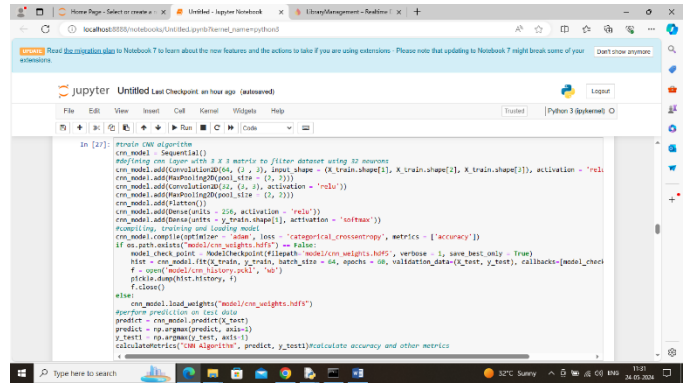 Home Page - Select or create a n
Untitled - Jupyter Notebook
LibraryManagement - Realtime D
localhost:8888/notebooks/Untitled.ipynb?kernel_name=python3
UPDATE Read the migration plan to Notebook 7 to learn about the new features and the actions to take if you are using extensions - Please note that updating to Notebook 7 might break some of your extensions.
Don't show anymore
jupyter Untitled Last Checkpoint: an hour ago (autosaved)
Logout
File Edit View Insert Cell Kernel Widgets Help
Trusted Python 3 (ipykernel)
Run Code
In [27]: #train CNN algorithm
cnn_model = Sequential()
#defining cnn layer with 3 X 3 matrix to filter dataset using 32 neurons
cnn_model.add(Convolution2D(64, (3 , 3), input_shape = (X_train.shape[1], X_train.shape[2], X_train.shape[3]), activation = 'relu
cnn_model.add(MaxPooling2D(pool_size = (2, 2)))
cnn_model.add(Convolution2D(32, (3, 3), activation = 'relu'))
cnn_model.add(MaxPooling2D(pool_size = (2, 2)))
cnn_model.add(Flatten())
cnn_model.add(Dense(units = 256, activation = 'relu'))
cnn_model.add(Dense(units = y_train.shape[1], activation = 'softmax'))
#compiling, training and loading model
cnn_model.compile(optimizer = 'adam', loss = 'categorical_crossentropy', metrics = ['accuracy'])
if os.path.exists("model/cnn_weights.hdf5") == False:
model_check_point = ModelCheckpoint(filepath='model/cnn_weights.hdf5', verbose = 1, save_best_only = True)
hist = cnn_model.fit(X_train, y_train, batch_size = 64, epochs = 60, validation_data=(X_test, y_test), callbacks=[model_check
f = open('model/cnn_history.pckl', 'wb')
pickle.dump(hist.history, f)
f.close()
else:
cnn_model.load_weights("model/cnn_weights.hdf5")
#perform prediction on test data
predict = cnn_model.predict(X_test)
predict = np.argmax(predict, axis=1)
y_test1 = np.argmax(y_test, axis=1)
calculateMetrics("CNN Algorithm", predict, y_test1)#calculate accuracy and other metrics
Type here to search
32°C Sunny
ENG
11:31
24-05-2024